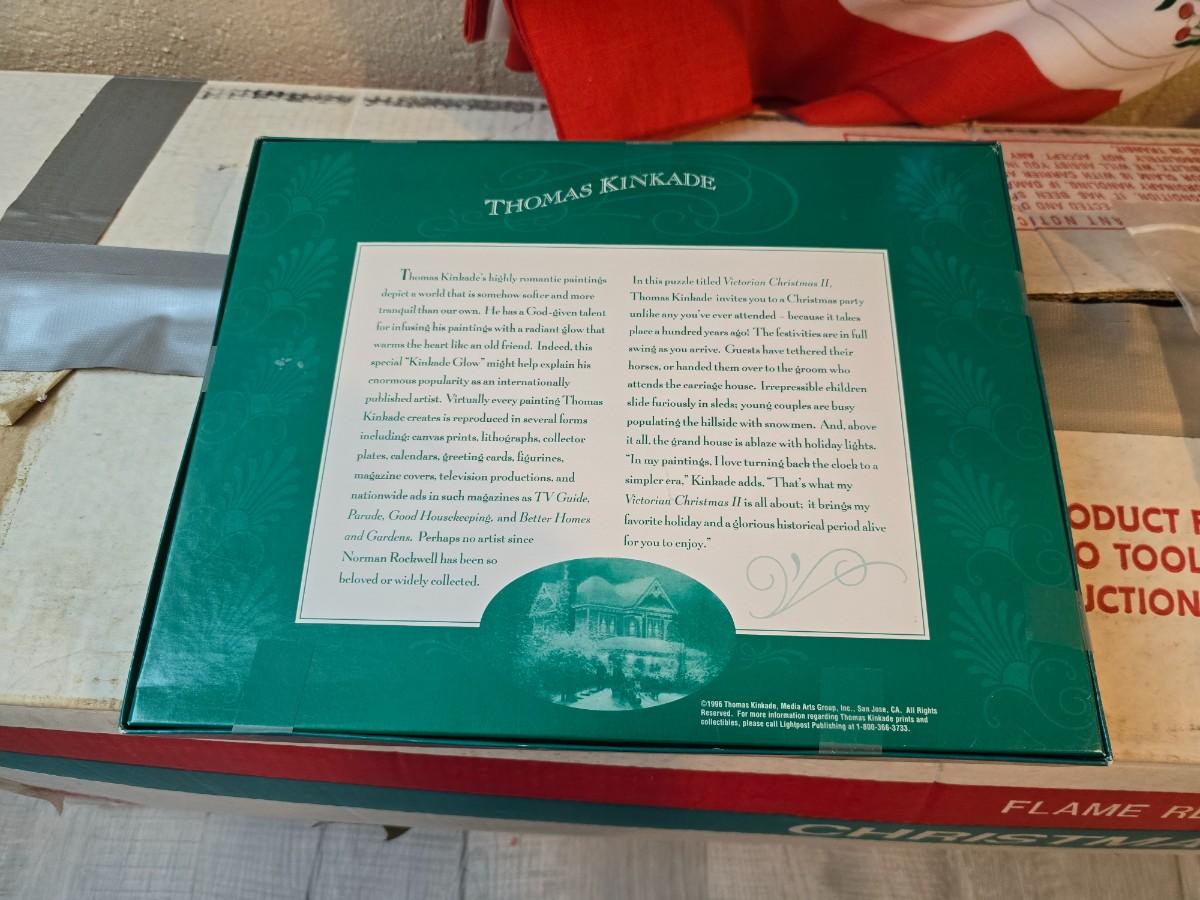 THOMAS KINKADE
Thomas Kinkade's highly romantic paintings
depict a world that is somehow softer and more
tranquil than our own. He has a God-given talent
for infusing his paintings with a radiant glow that
warms the heart like an old friend. Indeed, this
special "Kinkade Glow" might help explain his
enormous popularity as an internationally
published artist. Virtually every painting Thomas
Kinkade creates is reproduced in several forms
including: canvas prints, lithographs, collector
plates, calendars, greeting cards, figurines,
magazine covers, television productions, and
nationwide ads in such magazines as TV Guide,
Parade, Good Housekeeping, and Better Homes
and Gardens. Perhaps no artist since
Norman Rockwell has been so
beloved or widely collected.
In this puzzle titled Victorian Christmas II,
Thomas Kinkade invites you to a Christmas party
unlike any you've ever attended – because it takes
place a hundred years ago! The festivities are in full
swing as you arrive. Guests have tethered their
horses, or handed them over to the groom who
attends the carriage house. Irrepressible children
slide furiously in sleds; young couples are busy
populating the hillside with snowmen. And, above
it all, the grand house is ablaze with holiday lights.
"In my paintings, I love turning back the clock to a
simpler era," Kinkade adds. "That's what my
Victorian Christmas II is all about; it brings my
favorite holiday and a glorious historical period alive
for you to enjoy."
©1996 Thomas Kinkade, Media Arts Group, Inc., San Jose, CA. All Rights
Reserved. For more information regarding Thomas Kinkade prints and
collectibles, please call Lightpost Publishing at 1-800-366-3733.
ODUCT
O TOOL
UCTION
FLAME
CHRISTMA